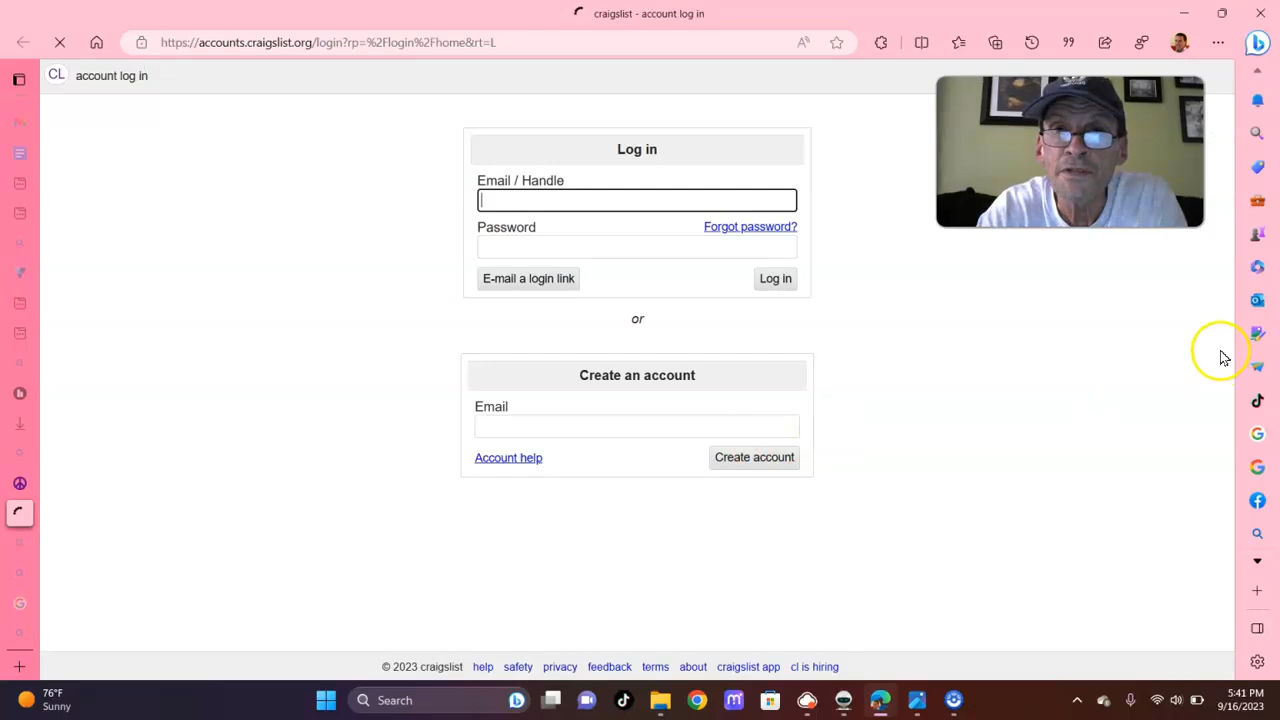 craigslist - account log in
https://accounts.craigslist.org/login?rp=%2Flogin%2Fhome&rt=L
CL account log in
Log in
Email / Handle
Password Forgot password?
E-mail a login link Log in
or
Create an account
Email
Account help Create account
© 2023 craigslist help safety privacy feedback terms about craigslist app cl is hiring
76°F
Sunny
Search
5:41 PM
9/16/2023